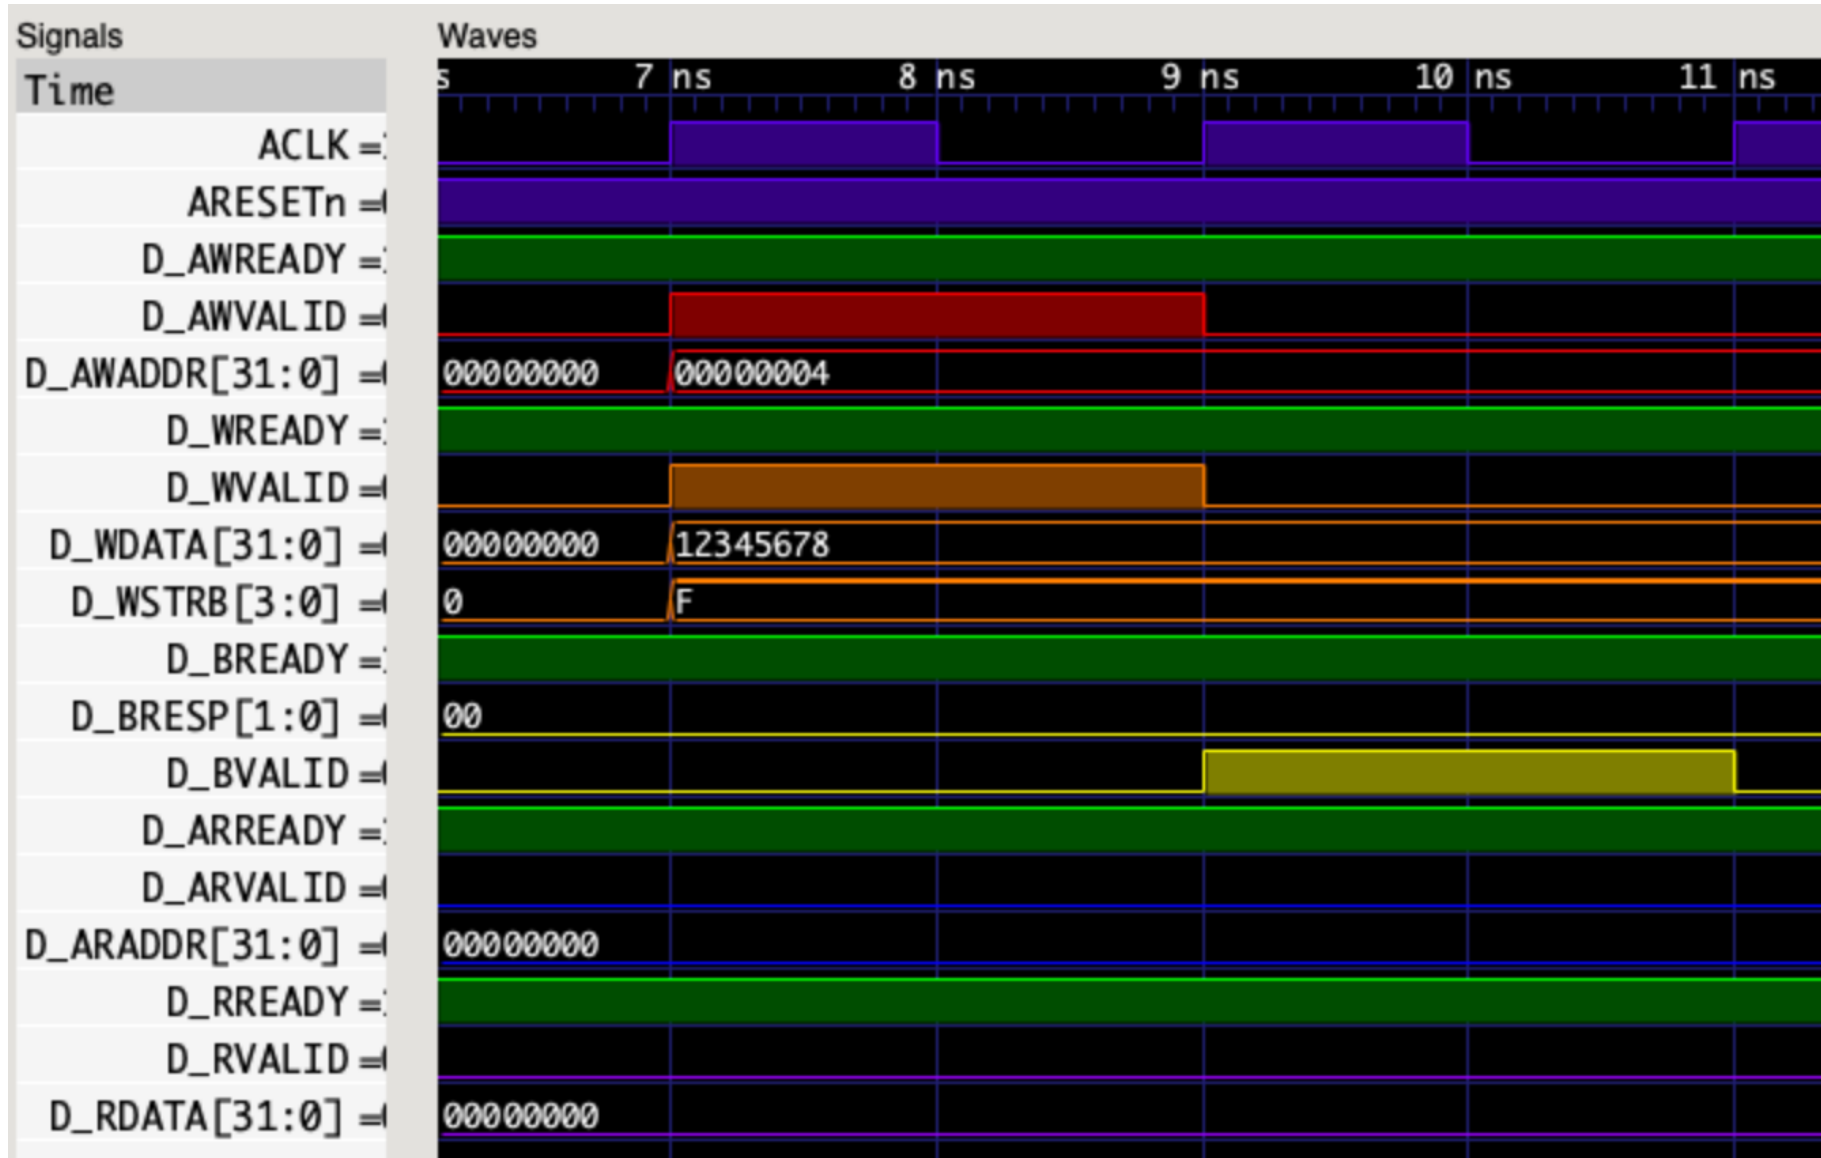 Signals Waves
s 7 ns 8 ns 9 ns 10 ns 11 ns
Time
ACLK =
ARESETn =
D_AWREADY =
D_AWVALID =
D_AWADDR[31:0] = 00000000 00000004
D_WREADY =
D_WVALID =
D_WDATA[31:0] = 00000000 12345678
D_WSTRB[3:0] = 0 F
D_BREADY =
D_BRESP[1:0] = 00
D_BVALID =
D_ARREADY =
D_ARVALID =
D_ARADDR[31:0] = 00000000
D_RREADY =
D_RVALID =
D_RDATA[31:0] = 00000000